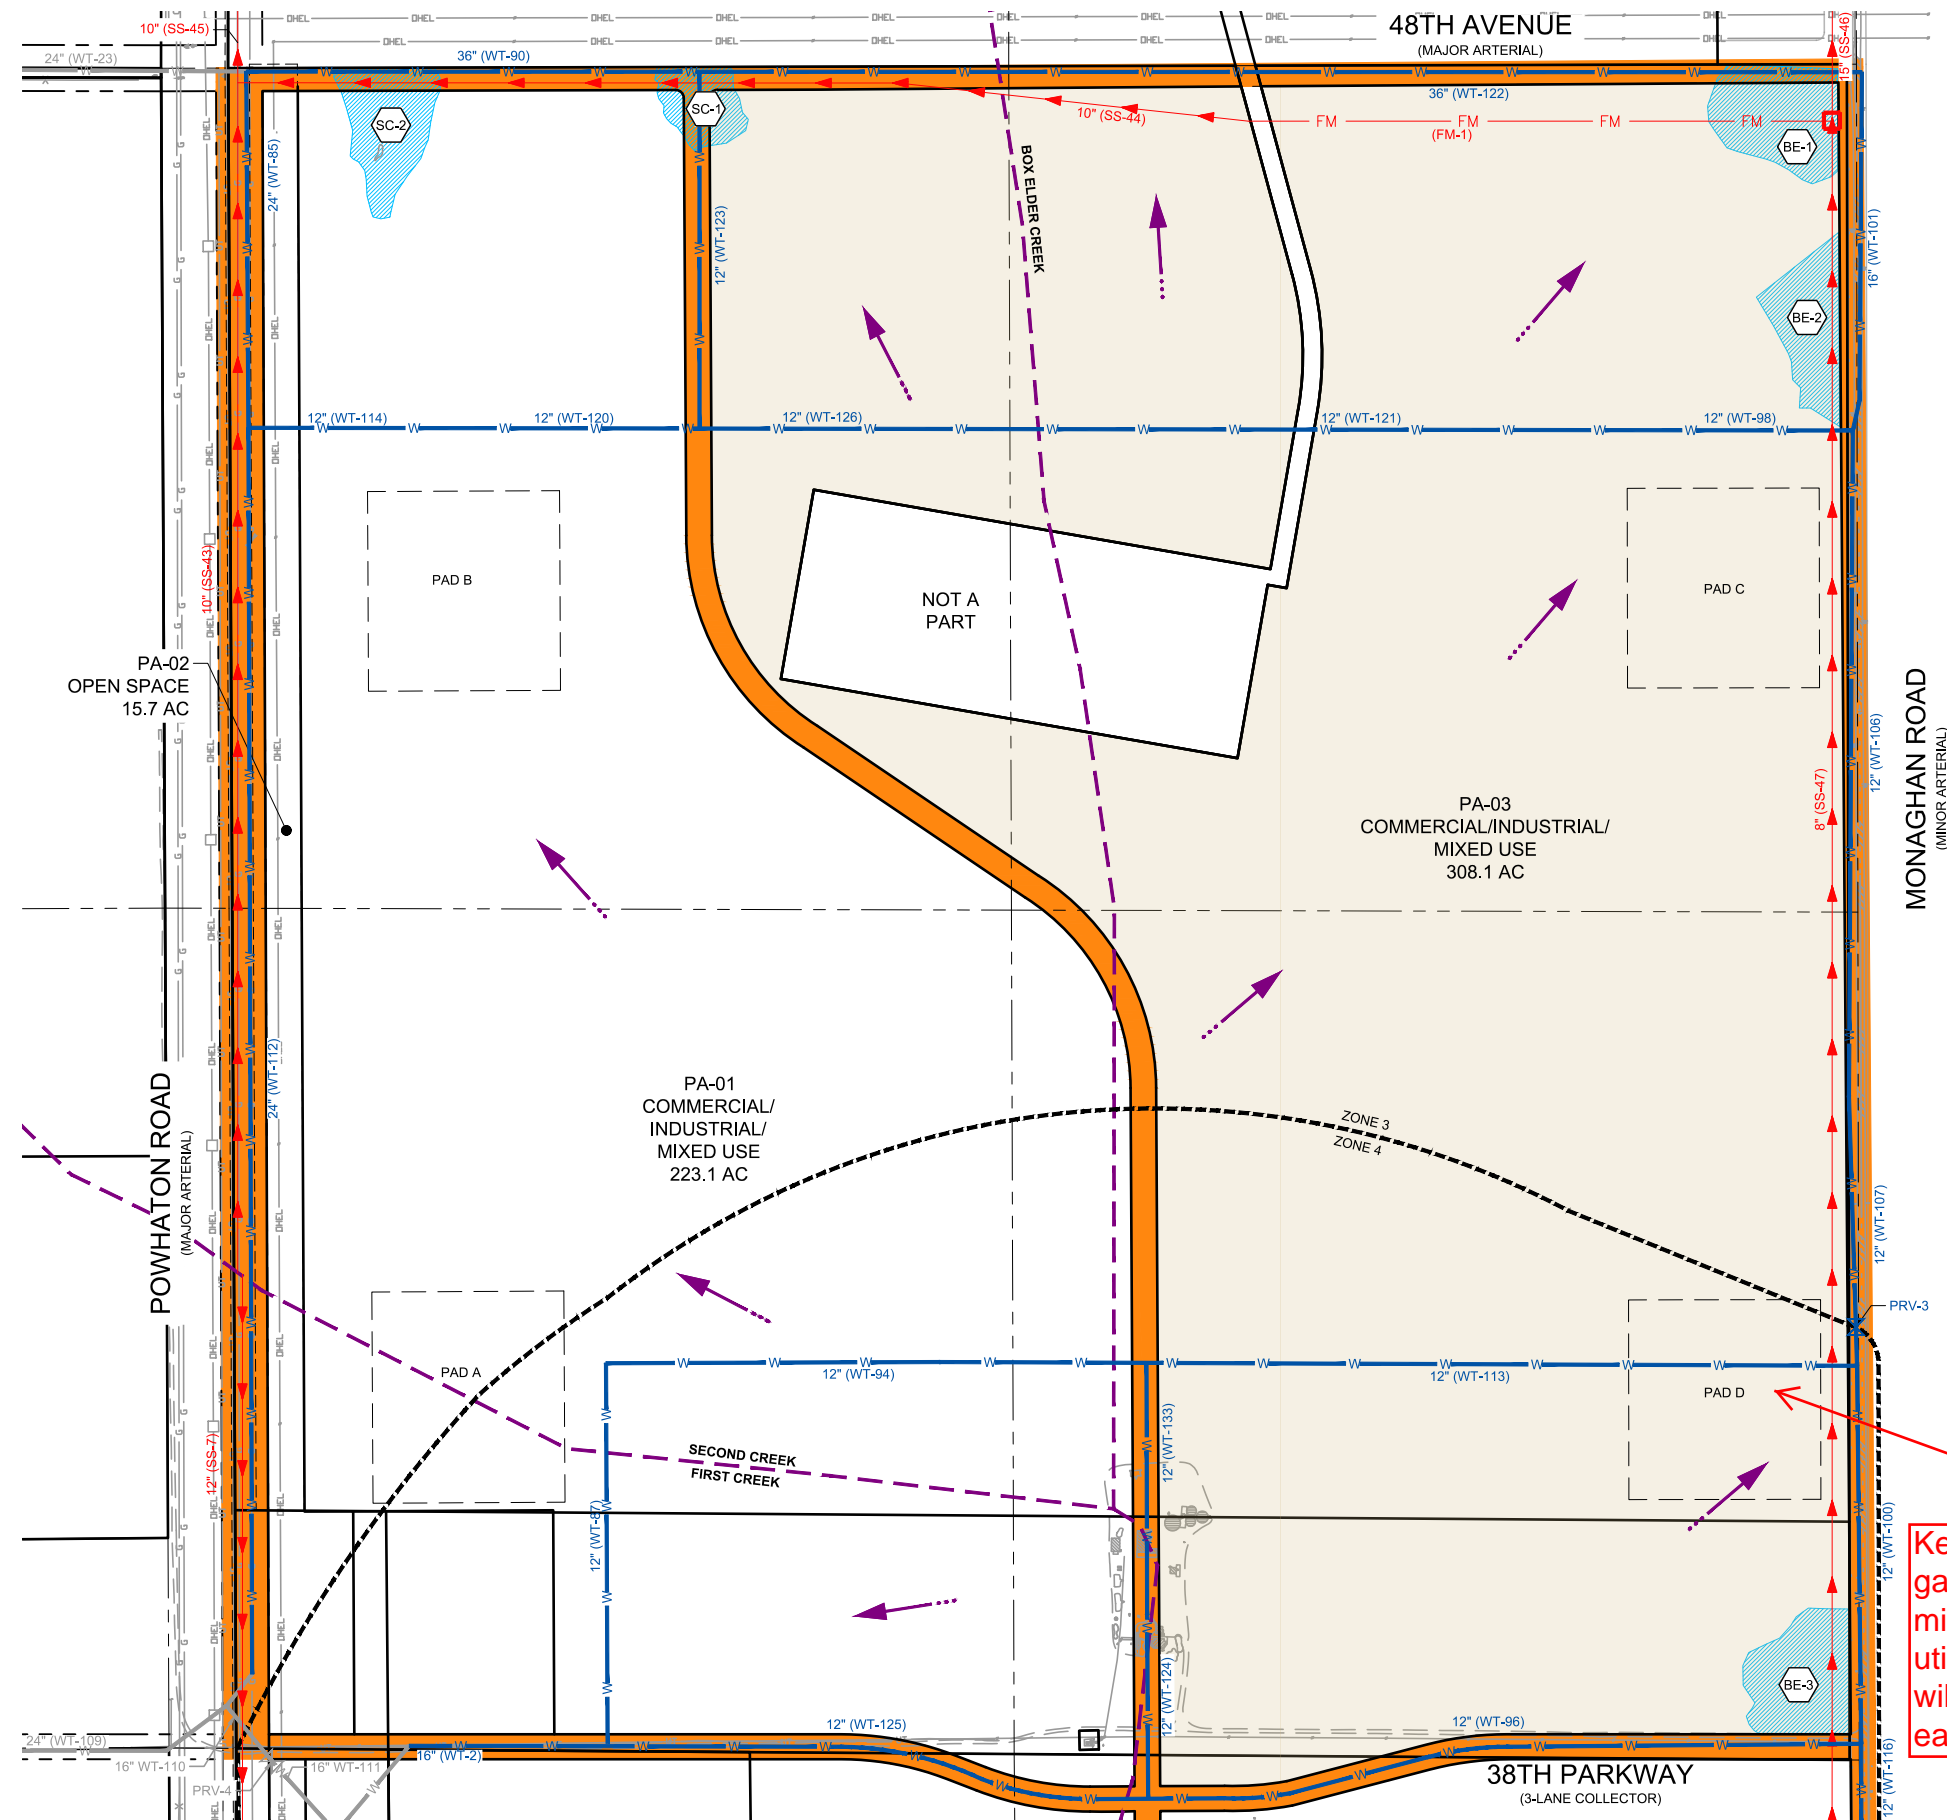 48TH AVENUE
(MAJOR ARTERIAL)
10" (SS-45)
24" (WT-23)
36" (WT-90)
36" (WT-122)
15" (SS-46)
10" (SS-44)
FM
FM
FM
FM
(FM-1)
SC-2
SC-1
BE-1
BE-2
24" (WT-85)
12" (WT-123)
BOX ELDER CREEK
16" (WT-101)
12" (WT-114)
12" (WT-120)
12" (WT-126)
12" (WT-121)
12" (WT-98)
PAD B
PAD C
10" (SS-43)
NOT A
PART
PA-02
OPEN SPACE
15.7 AC
MONAGHAN ROAD
(MINOR ARTERIAL)
12" (WT-106)
8" (SS-47)
PA-03
COMMERCIAL/INDUSTRIAL/
MIXED USE
308.1 AC
24" (WT-112)
POWHATON ROAD
(MAJOR ARTERIAL)
PA-01
COMMERCIAL/
INDUSTRIAL/
MIXED USE
223.1 AC
ZONE 3
ZONE 4
12" (WT-107)
PRV-3
PAD A
12" (WT-94)
12" (WT-113)
PAD D
12" (WT-133)
12" (SS-7)
SECOND CREEK
FIRST CREEK
12" (WT-87)
12" (WT-100)
BE-3
12" (WT-124)
12" (WT-125)
12" (WT-96)
24" (WT-109)
16" WT-110
16" (WT-2)
16" WT-111
PRV-4
38TH PARKWAY
(3-LANE COLLECTOR)
12" (WT-116)